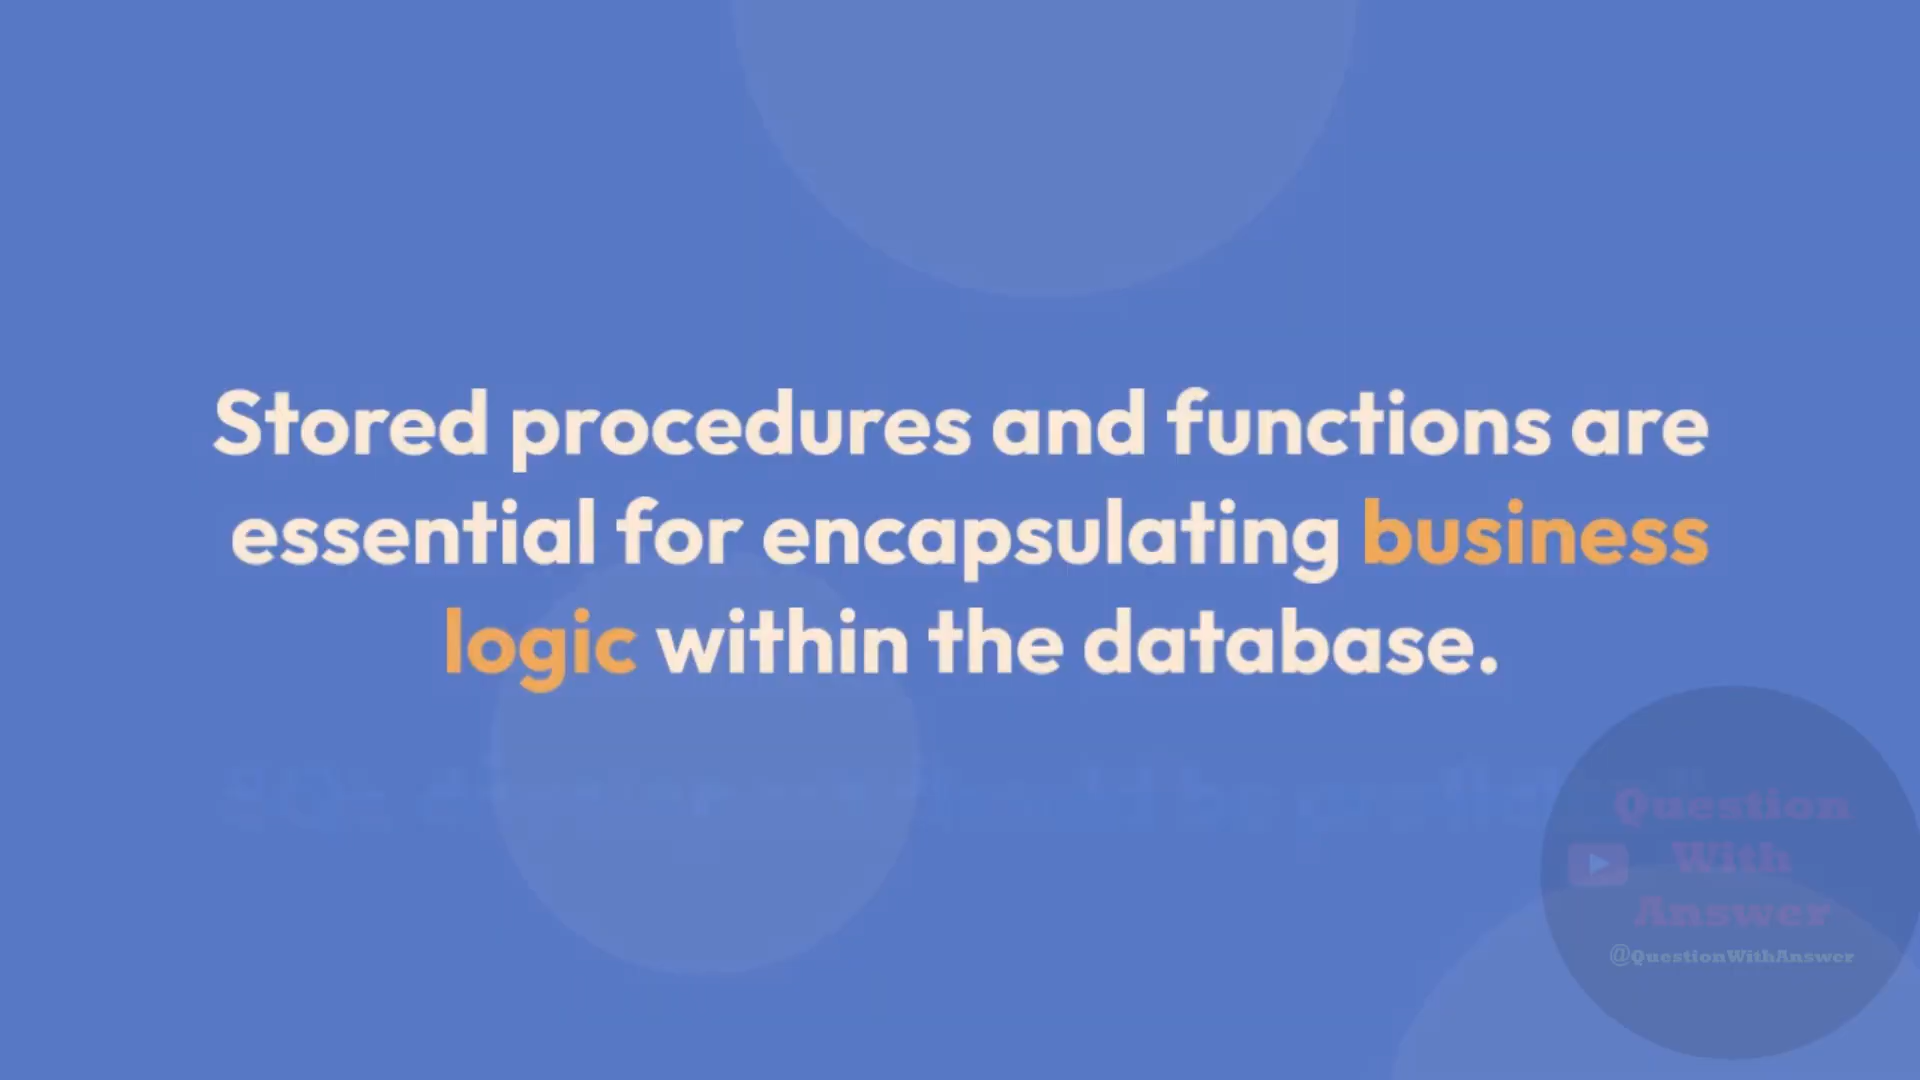 Stored procedures and functions are
essential for encapsulating business
logic within the database.
Question
With
Answer
@QuestionWithAnswer